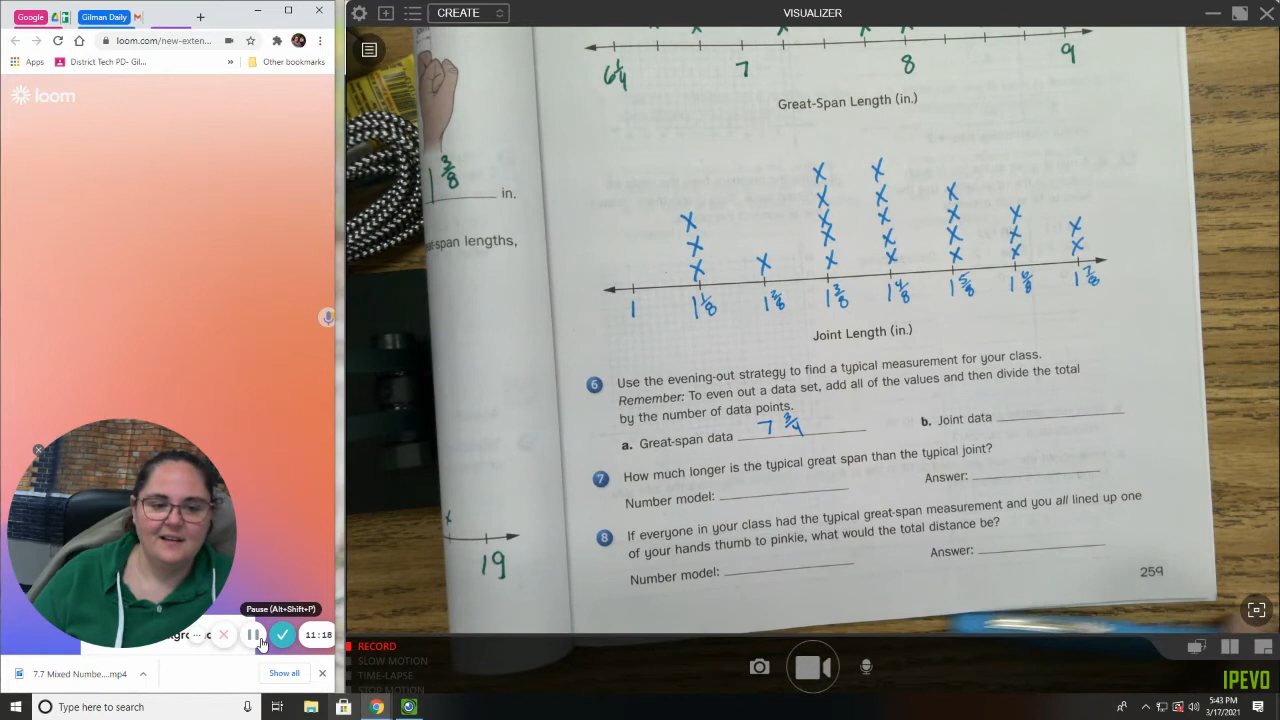 CREATE
VISUALIZER
Google
Gilman Daily
loom.com/new-exten...
Apps
District Tech PD- Gil...
»
Other bookmarks
loom
6 1/4
7
8
9
Great-Span Length (in.)
1 3/8 in.
span lengths,
x
x x x x x
x x x x x x
x x x x x x x
1
1 1/8
1 2/8
1 3/8
1 4/8
1 5/8
1 6/8
1 7/8
Joint Length (in.)
6 Use the evening-out strategy to find a typical measurement for your class.
Remember: To even out a data set, add all of the values and then divide the total
by the number of data points.
a. Great-span data 7 3/4
b. Joint data
7 How much longer is the typical great span than the typical joint?
Number model:
Answer:
8 If everyone in your class had the typical great-span measurement and you all lined up one
of your hands thumb to pinkie, what would the total distance be?
Number model:
Answer:
259
19
Pause (Alt+Shift+P)
11:18
RECORD
SLOW MOTION
TIME-LAPSE
STOP MOTION
IPEVO
7.7 Mixed Nume....mp4
Show all
Type here to search
5:43 PM
3/17/2021